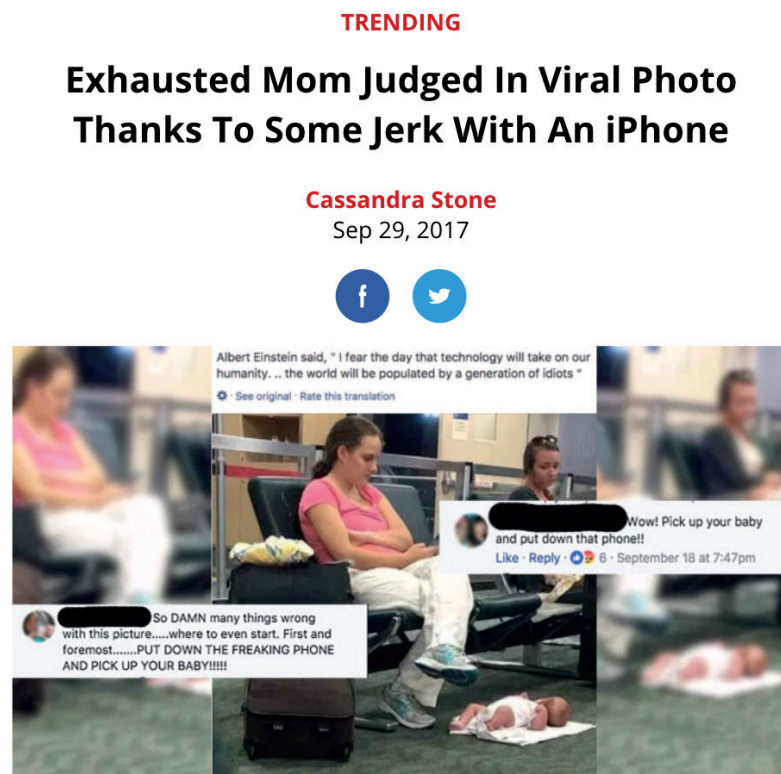 TRENDING
Exhausted Mom Judged In Viral Photo
Thanks To Some Jerk With An iPhone
Cassandra Stone
Sep 29, 2017
f
Albert Einstein said, " I fear the day that technology will take on our
humanity. .. the world will be populated by a generation of idiots "
· See original · Rate this translation
Wow! Pick up your baby
and put down that phone!!
Like · Reply · 6 · September 18 at 7:47pm
So DAMN many things wrong
with this picture.....where to even start. First and
foremost.......PUT DOWN THE FREAKING PHONE
AND PICK UP YOUR BABY!!!!!